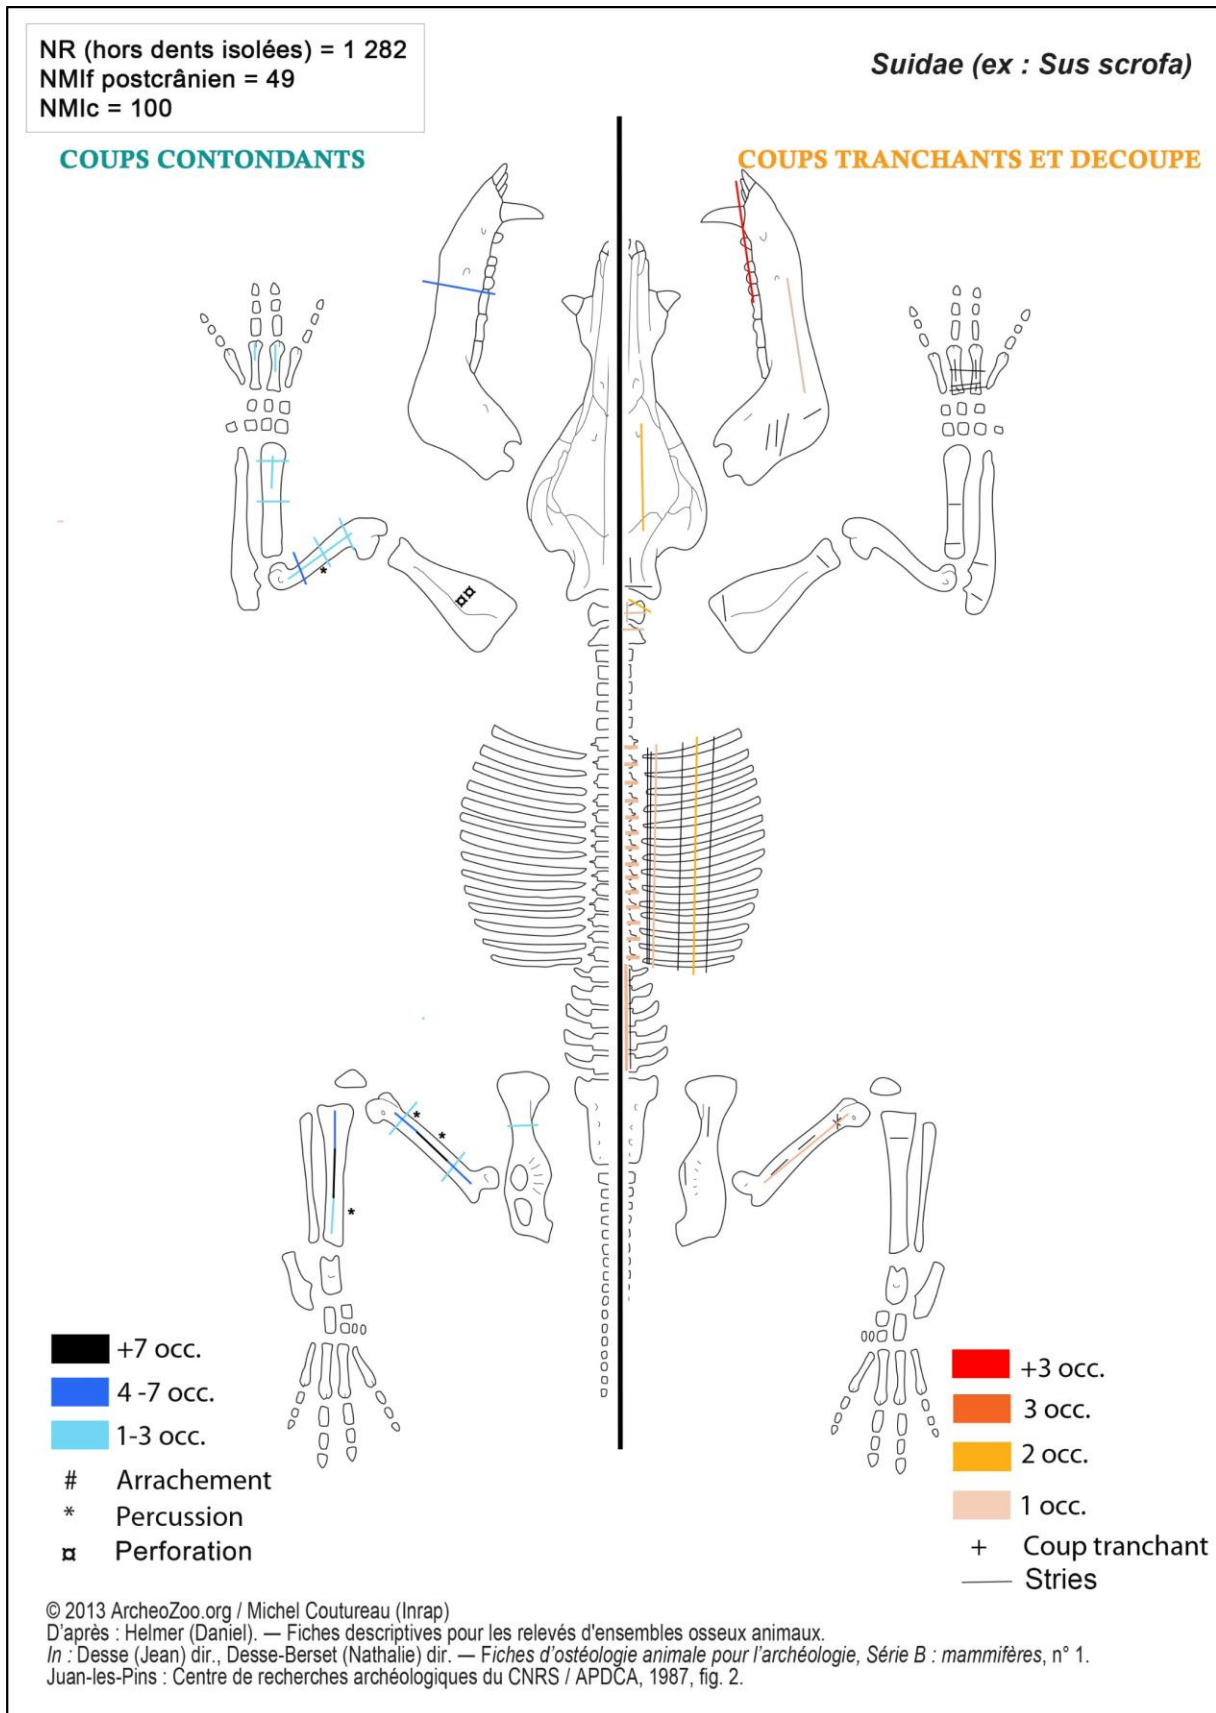 NR (hors dents isolées) = 1 282
NMIf postcrânien = 49
NMIc = 100
Suidae (ex : Sus scrofa)
COUPS CONTONDANTS
COUPS TRANCHANTS ET DECOUPE
+7 occ.
4 -7 occ.
1-3 occ.
# Arrachement
* Percussion
¤ Perforation
+3 occ.
3 occ.
2 occ.
1 occ.
+ Coup tranchant
Stries
© 2013 ArcheoZoo.org / Michel Coutureau (Inrap)
D'après : Helmer (Daniel). — Fiches descriptives pour les relevés d'ensembles osseux animaux.
In : Desse (Jean) dir., Desse-Berset (Nathalie) dir. — Fiches d'ostéologie animale pour l'archéologie, Série B : mammifères, n° 1.
Juan-les-Pins : Centre de recherches archéologiques du CNRS / APDCA, 1987, fig. 2.